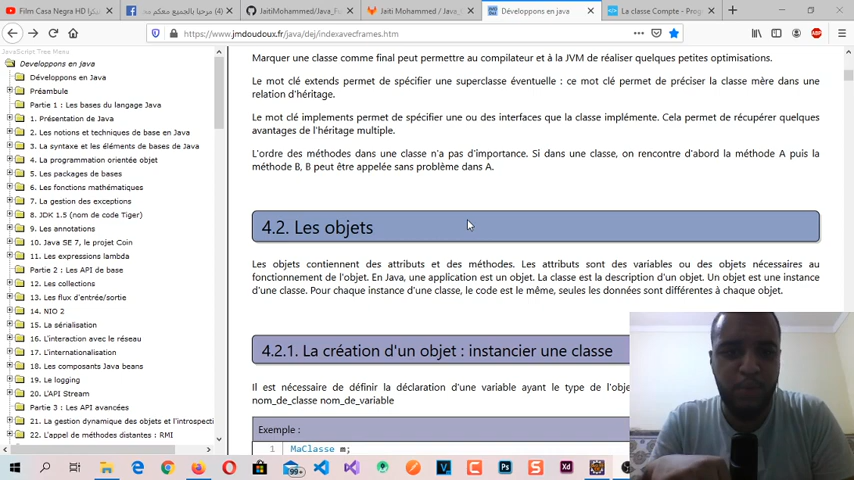 Film Casa Negra HD
(4) مرحبا بالجميع معكم
JaitiMohammed/Java_F
Jaiti Mohammed / Java_
Développons en java
La classe Compte - Prog
https://www.jmdoudoux.fr/java/dej/indexavecframes.htm
JavaScript Tree Menu
Developpons en Java
Développons en Java
Préambule
Partie 1 : Les bases du langage Java
1. Présentation de Java
2. Les notions et techniques de base en Java
3. La syntaxe et les éléments de bases de Java
4. La programmation orientée objet
5. Les packages de bases
6. Les fonctions mathématiques
7. La gestion des exceptions
8. JDK 1.5 (nom de code Tiger)
9. Les annotations
10. Java SE 7, le projet Coin
11. Les expressions lambda
Partie 2 : Les API de base
12. Les collections
13. Les flux d'entrée/sortie
14. NIO 2
15. La sérialisation
16. L'interaction avec le réseau
17. L'internationalisation
18. Les composants Java beans
19. Le logging
20. L'API Stream
Partie 3 : Les API avancées
21. La gestion dynamique des objets et l'introspecti
22. L'appel de méthodes distantes : RMI
Marquer une classe comme final peut permettre au compilateur et à la JVM de réaliser quelques petites optimisations.
Le mot clé extends permet de spécifier une superclasse éventuelle : ce mot clé permet de préciser la classe mère dans une
relation d'héritage.
Le mot clé implements permet de spécifier une ou des interfaces que la classe implémente. Cela permet de récupérer quelques
avantages de l'héritage multiple.
L'ordre des méthodes dans une classe n'a pas d'importance. Si dans une classe, on rencontre d'abord la méthode A puis la
méthode B, B peut être appelée sans problème dans A.
4.2. Les objets
Les objets contiennent des attributs et des méthodes. Les attributs sont des variables ou des objets nécessaires au
fonctionnement de l'objet. En Java, une application est un objet. La classe est la description d'un objet. Un objet est une instance
d'une classe. Pour chaque instance d'une classe, le code est le même, seules les données sont différentes à chaque objet.
4.2.1. La création d'un objet : instancier une classe
Il est nécessaire de définir la déclaration d'une variable ayant le type de l'obje
nom_de_classe nom_de_variable
Exemple :
1 MaClasse m;
99+